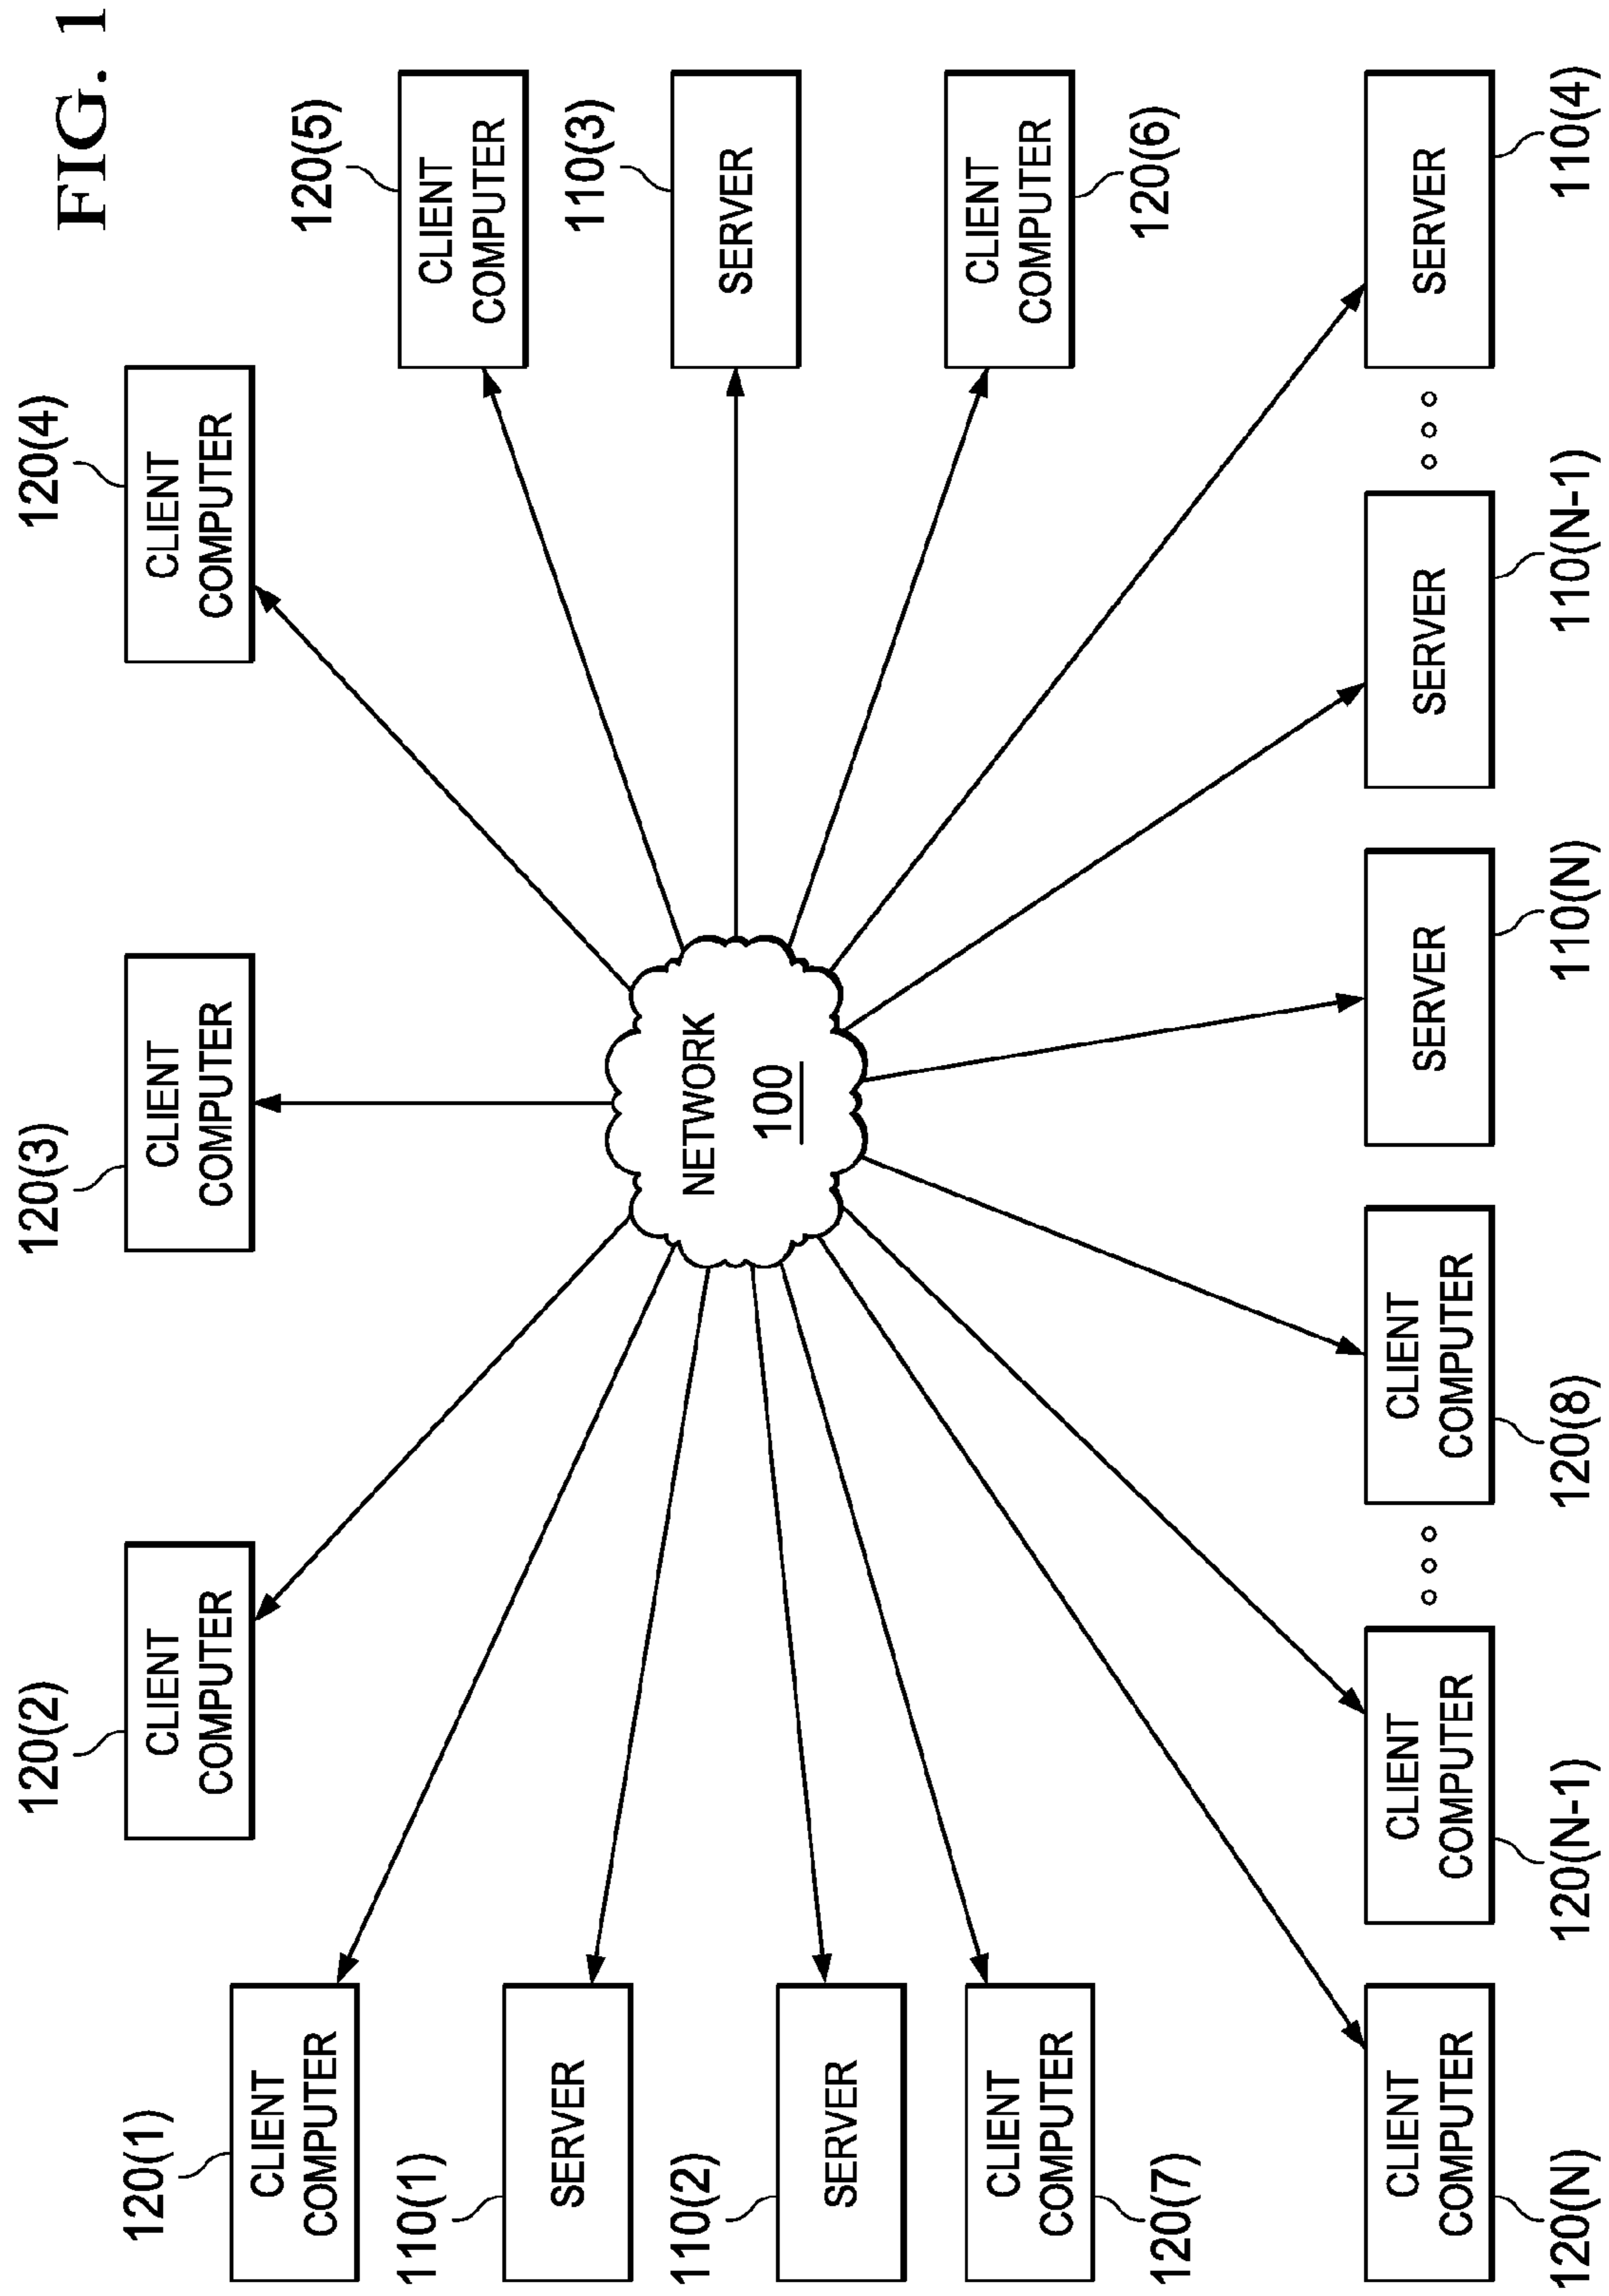 FIG. 1
120(2)
120(3)
120(4)
CLIENT
COMPUTER
CLIENT
COMPUTER
CLIENT
COMPUTER
120(1)
CLIENT
COMPUTER
120(5)
CLIENT
COMPUTER
110(1)
SERVER
110(3)
SERVER
NETWORK
100
110(2)
SERVER
CLIENT
COMPUTER
120(6)
CLIENT
COMPUTER
120(7)
CLIENT
COMPUTER
CLIENT
COMPUTER
CLIENT
COMPUTER
SERVER
SERVER
SERVER
120(N)
120(N-1)
120(8)
110(N)
110(N-1)
110(4)